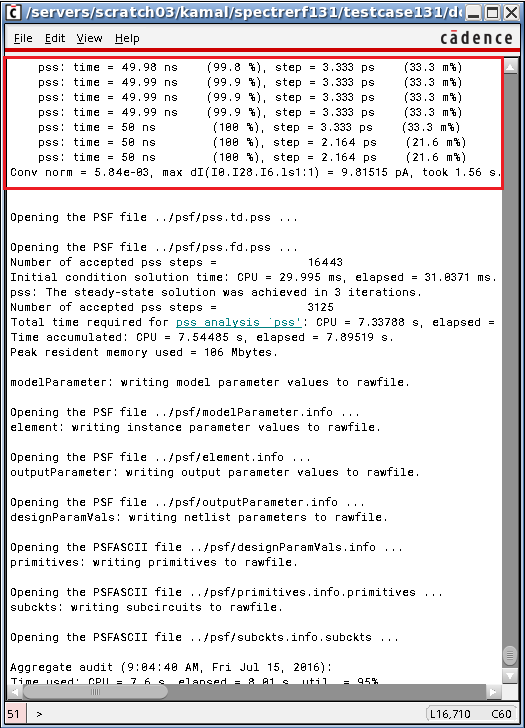 /servers/scratch03/kamal/spectrerf131/testcase131/d
File Edit View Help
cādence
pss: time = 49.98 ns (99.8 %), step = 3.333 ps (33.3 m%)
pss: time = 49.99 ns (99.9 %), step = 3.333 ps (33.3 m%)
pss: time = 49.99 ns (99.9 %), step = 3.333 ps (33.3 m%)
pss: time = 49.99 ns (99.9 %), step = 3.333 ps (33.3 m%)
pss: time = 50 ns (100 %), step = 3.333 ps (33.3 m%)
pss: time = 50 ns (100 %), step = 2.164 ps (21.6 m%)
pss: time = 50 ns (100 %), step = 2.164 ps (21.6 m%)
Conv norm = 5.84e-03, max dI(I0.I28.I6.ls1:1) = 9.81515 pA, took 1.56 s.
Opening the PSF file ../psf/pss.td.pss ...
Opening the PSF file ../psf/pss.fd.pss ...
Number of accepted pss steps = 16443
Initial condition solution time: CPU = 29.995 ms, elapsed = 31.0371 ms.
pss: The steady-state solution was achieved in 3 iterations.
Number of accepted pss steps = 3125
Total time required for pss analysis `pss': CPU = 7.33788 s, elapsed =
Time accumulated: CPU = 7.54485 s, elapsed = 7.89519 s.
Peak resident memory used = 106 Mbytes.
modelParameter: writing model parameter values to rawfile.
Opening the PSF file ../psf/modelParameter.info ...
element: writing instance parameter values to rawfile.
Opening the PSF file ../psf/element.info ...
outputParameter: writing output parameter values to rawfile.
Opening the PSF file ../psf/outputParameter.info ...
designParamVals: writing netlist parameters to rawfile.
Opening the PSFASCII file ../psf/designParamVals.info ...
primitives: writing primitives to rawfile.
Opening the PSFASCII file ../psf/primitives.info.primitives ...
subckts: writing subcircuits to rawfile.
Opening the PSFASCII file ../psf/subckts.info.subckts ...
Aggregate audit (9:04:40 AM, Fri Jul 15, 2016):
Time used: CPU = 7.6 s, elapsed = 8.01 s, util. = 95%
51 > L16,710 C60